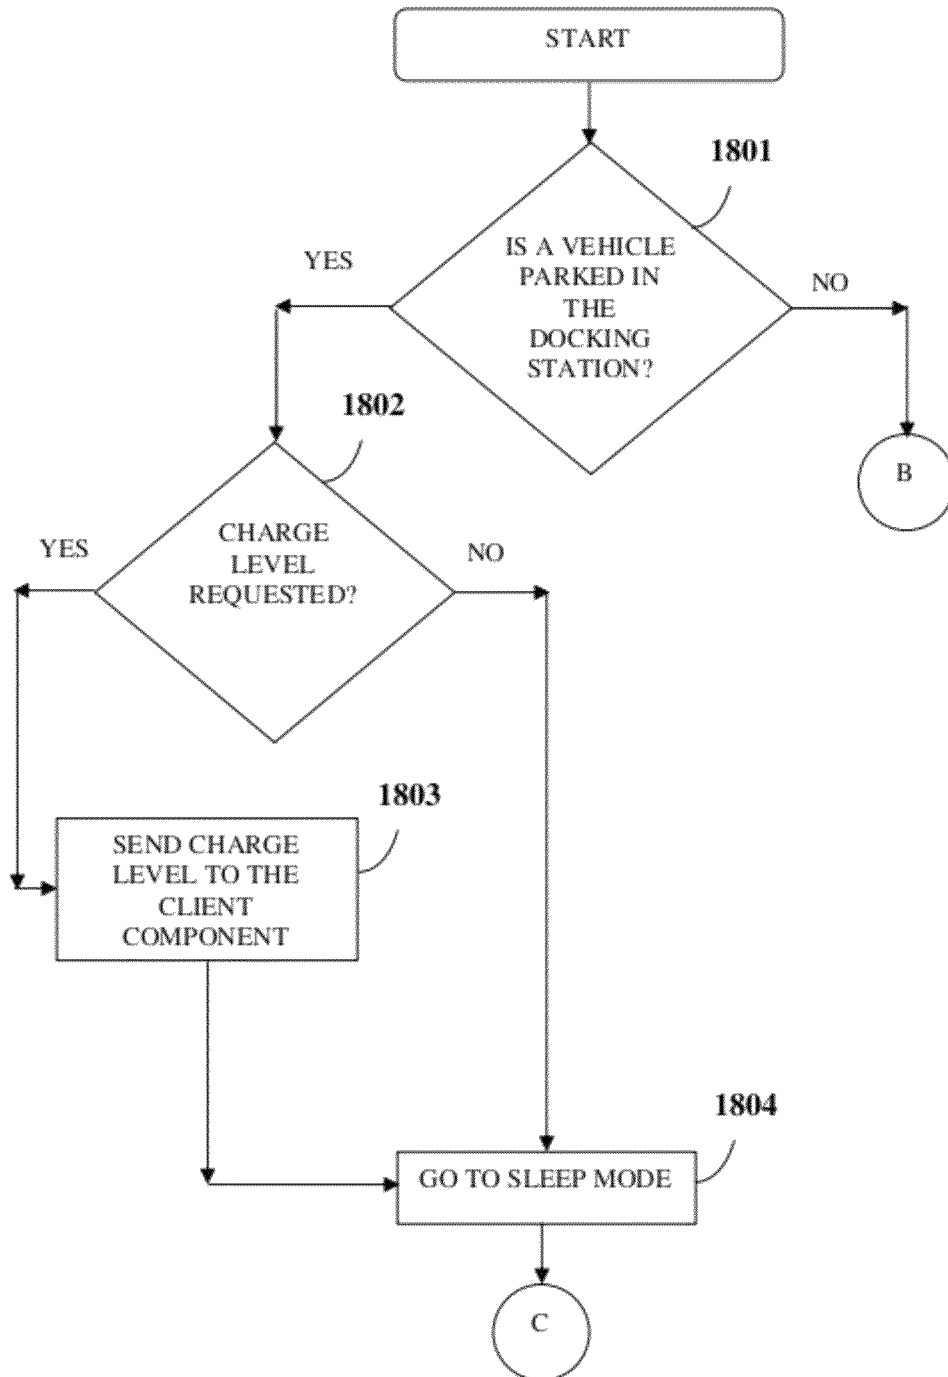 START
1801
IS A VEHICLE
PARKED IN
THE
DOCKING
STATION?
YES
NO
B
1802
CHARGE
LEVEL
REQUESTED?
YES
NO
1803
SEND CHARGE
LEVEL TO THE
CLIENT
COMPONENT
1804
GO TO SLEEP MODE
C